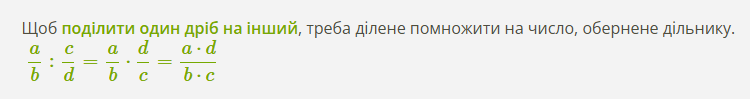 Щоб поділити один дріб на інший, треба ділене помножити на число, обернене дільнику.
a/b : c/d = a/b · d/c = a · d/b · c